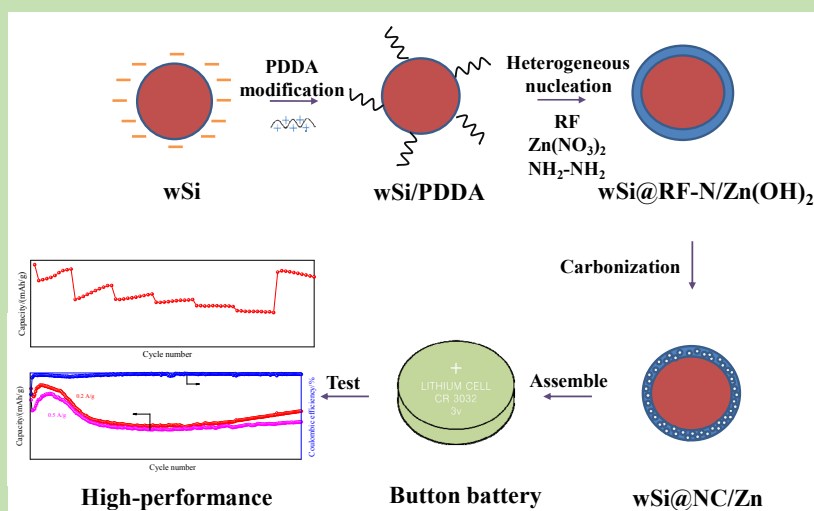 PDDA
modification
wSi
wSi/PDDA
Heterogeneous
nucleation
RF
Zn(NO₃)₂
NH₂-NH₂
wSi@RF-N/Zn(OH)₂
Carbonization
wSi@NC/Zn
Assemble
LITHIUM CELL
CR 3032
3v
Button battery
Test
Capacity/(mAh/g)
Cycle number
Capacity/(mAh/g)
0.2 A/g
0.5 A/g
Coulombic efficiency/%
Cycle number
High-performance